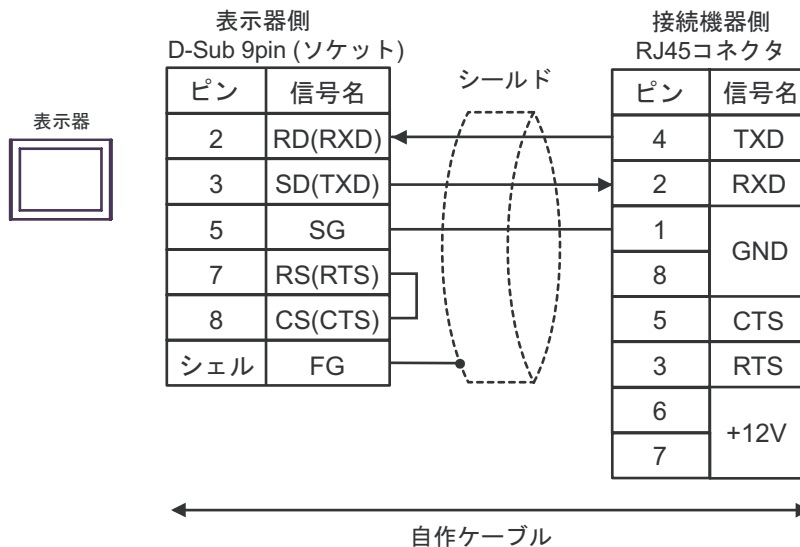 表示器側
D-Sub 9pin (ソケット)
接続機器側
RJ45コネクタ
表示器
シールド
ピン 信号名
2 RD(RXD)
3 SD(TXD)
5 SG
7 RS(RTS)
8 CS(CTS)
シェル FG
ピン 信号名
4 TXD
2 RXD
1
GND
8
5 CTS
3 RTS
6
+12V
7
自作ケーブル